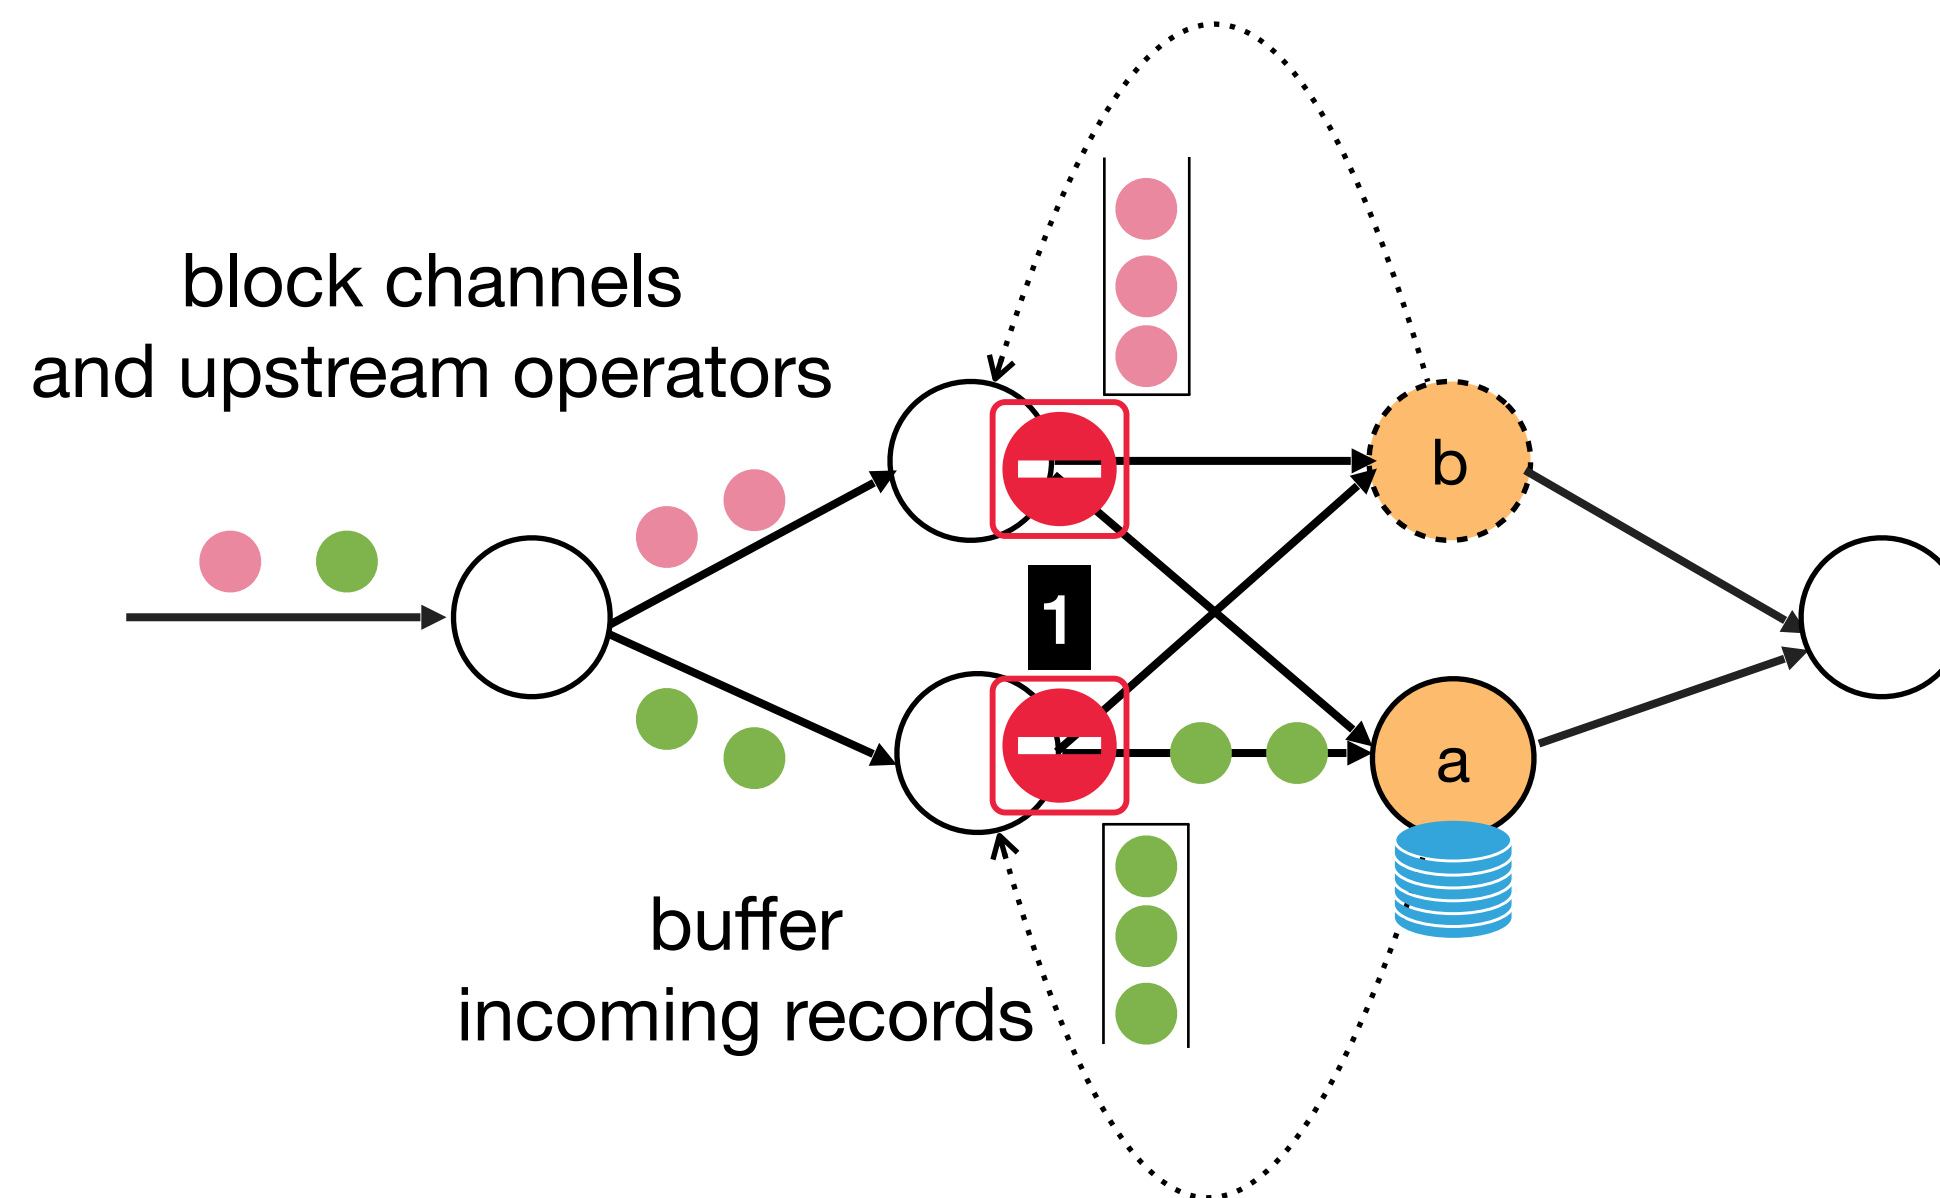 block channels
and upstream operators
b
1
a
buffer
incoming records